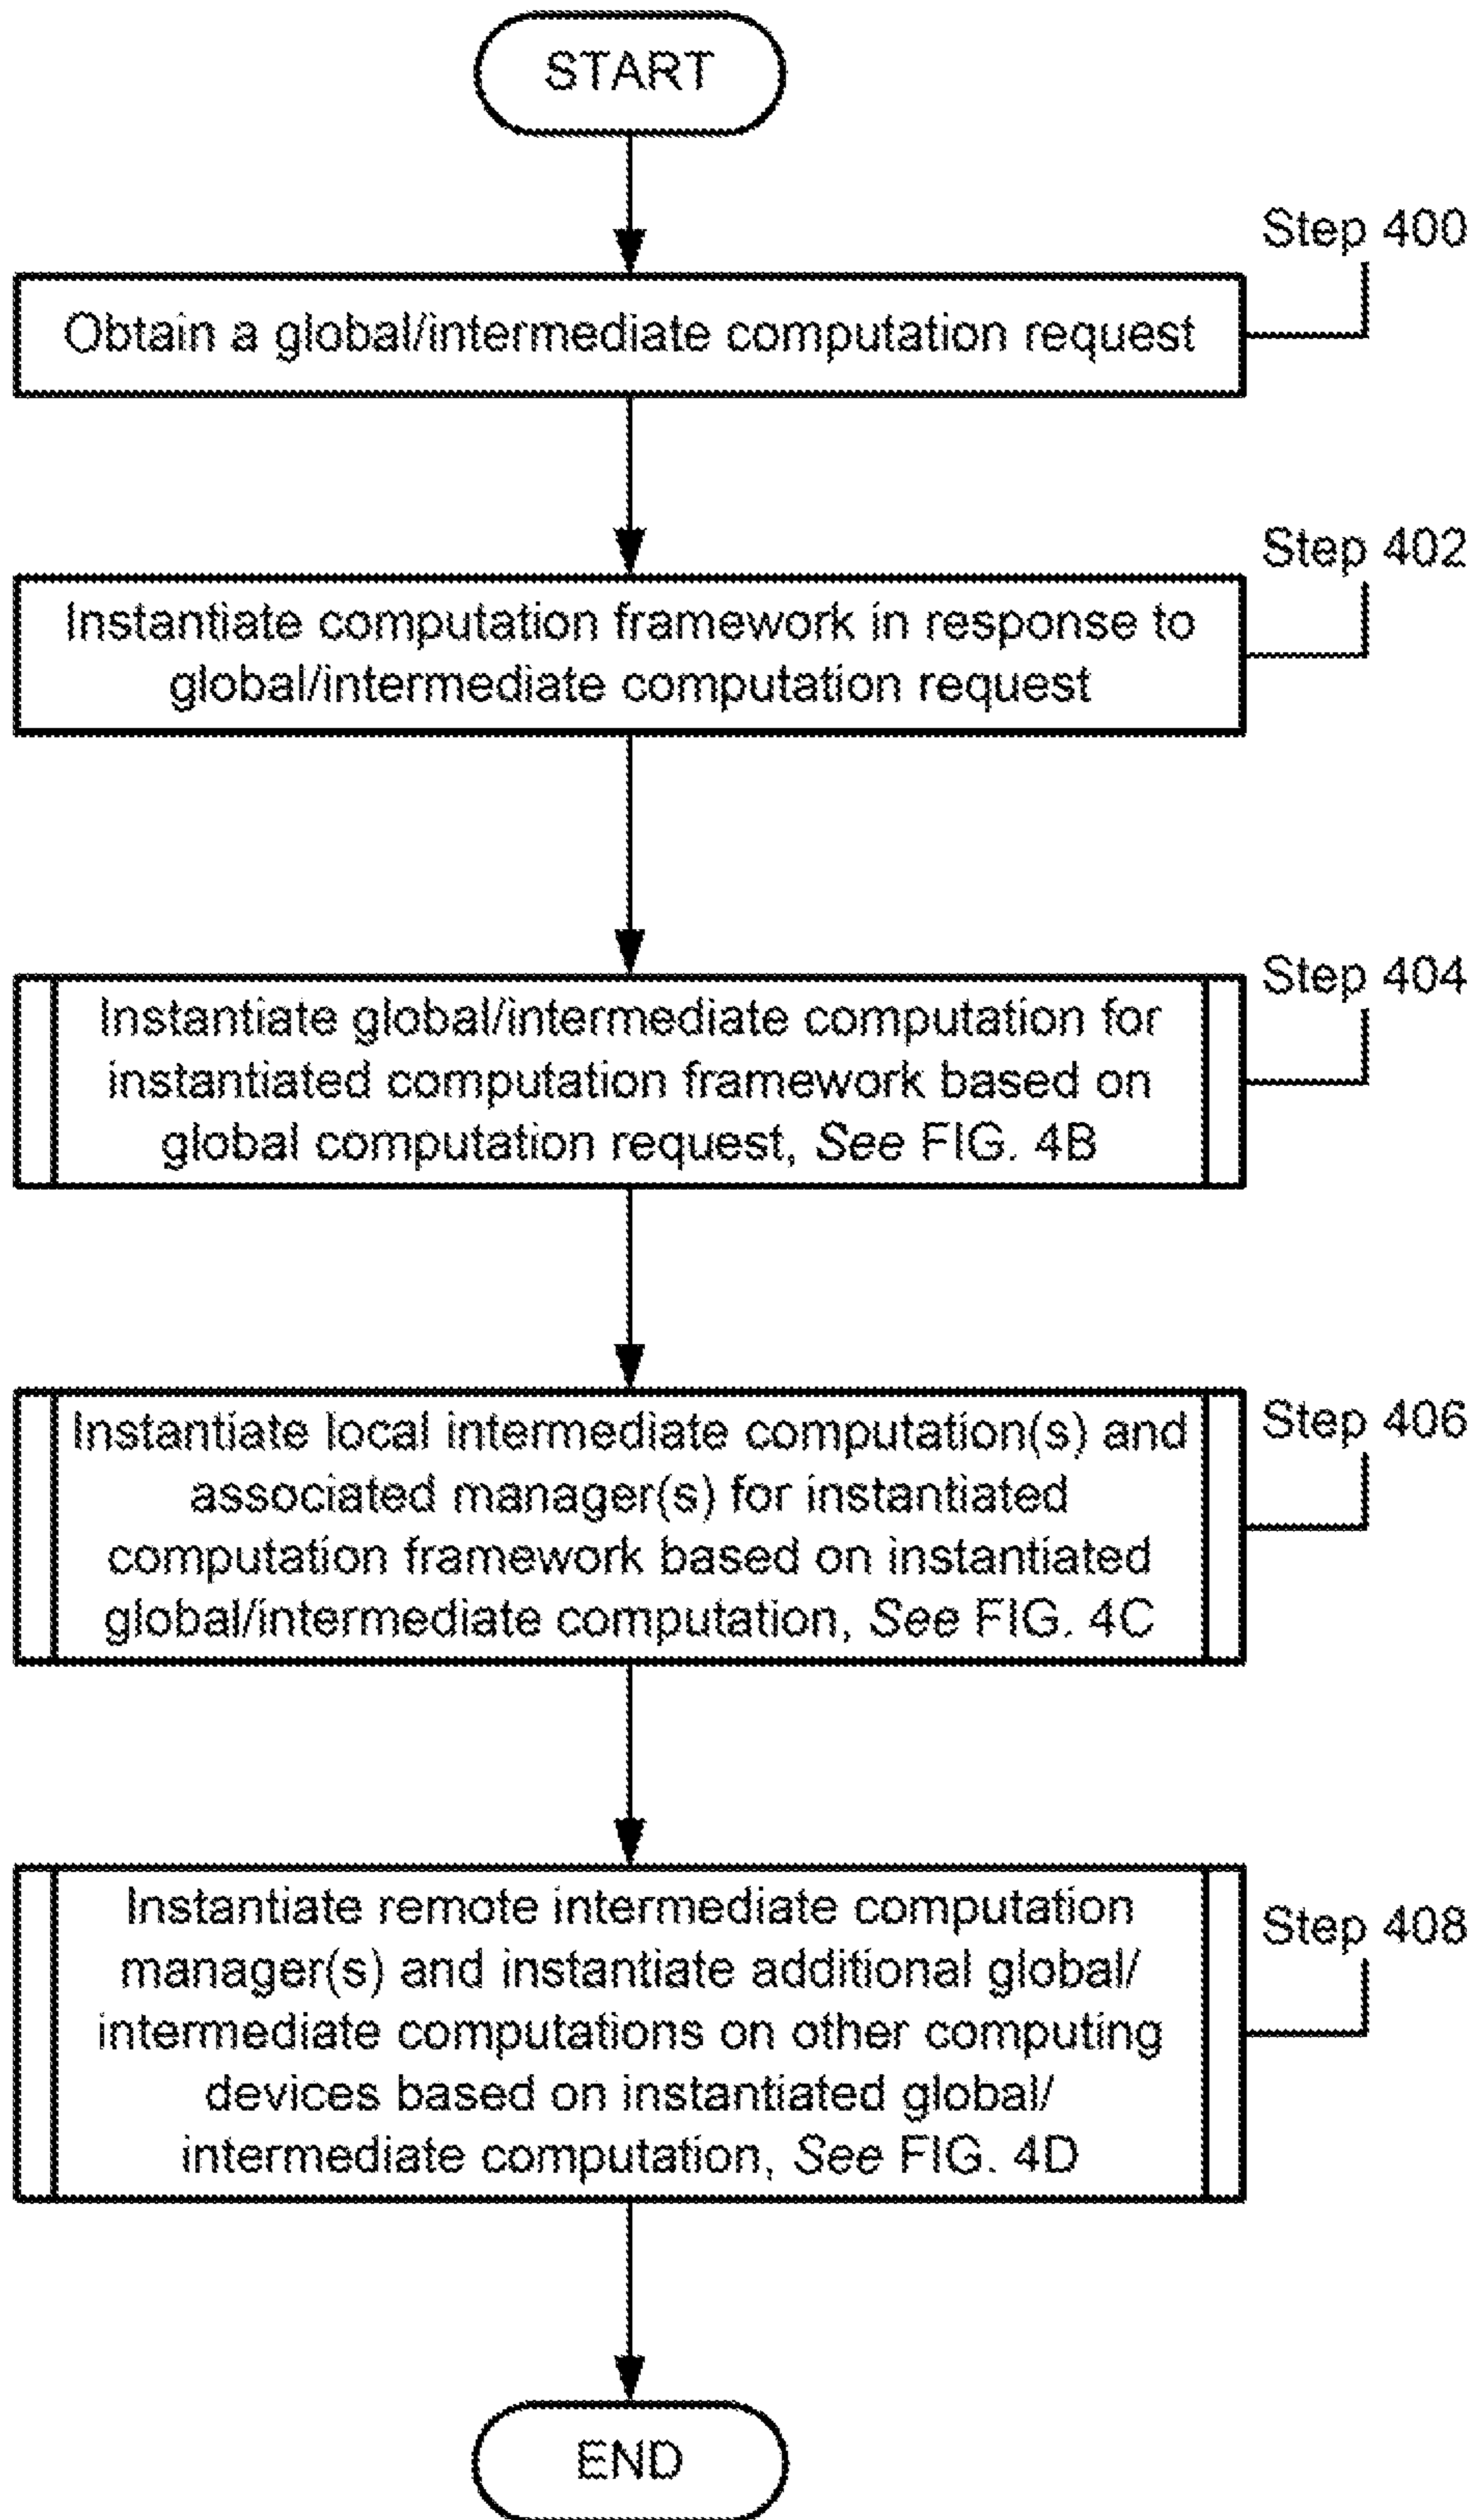 START
Step 400
Obtain a global/intermediate computation request
Step 402
Instantiate computation framework in response to
global/intermediate computation request
Step 404
Instantiate global/intermediate computation for
instantiated computation framework based on
global computation request, See FIG. 4B
Step 406
Instantiate local intermediate computation(s) and
associated manager(s) for instantiated
computation framework based on instantiated
global/intermediate computation, See FIG. 4C
Step 408
Instantiate remote intermediate computation
manager(s) and instantiate additional global/
intermediate computations on other computing
devices based on instantiated global/
intermediate computation, See FIG. 4D
END